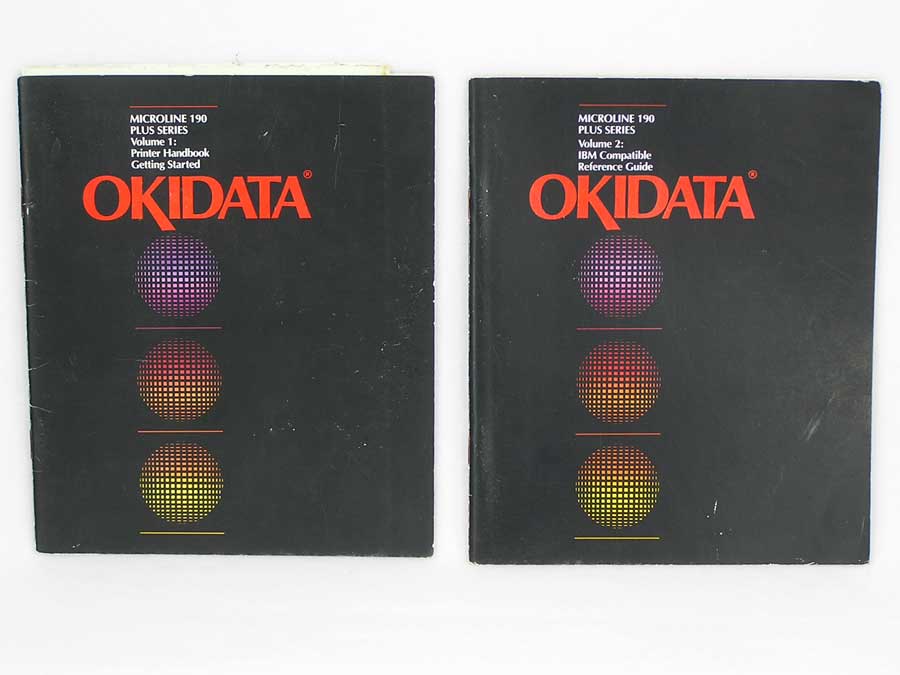 MICROLINE 190
PLUS SERIES
Volume 1:
Printer Handbook
Getting Started
OKIDATA®
MICROLINE 190
PLUS SERIES
Volume 2:
IBM Compatible
Reference Guide
OKIDATA®